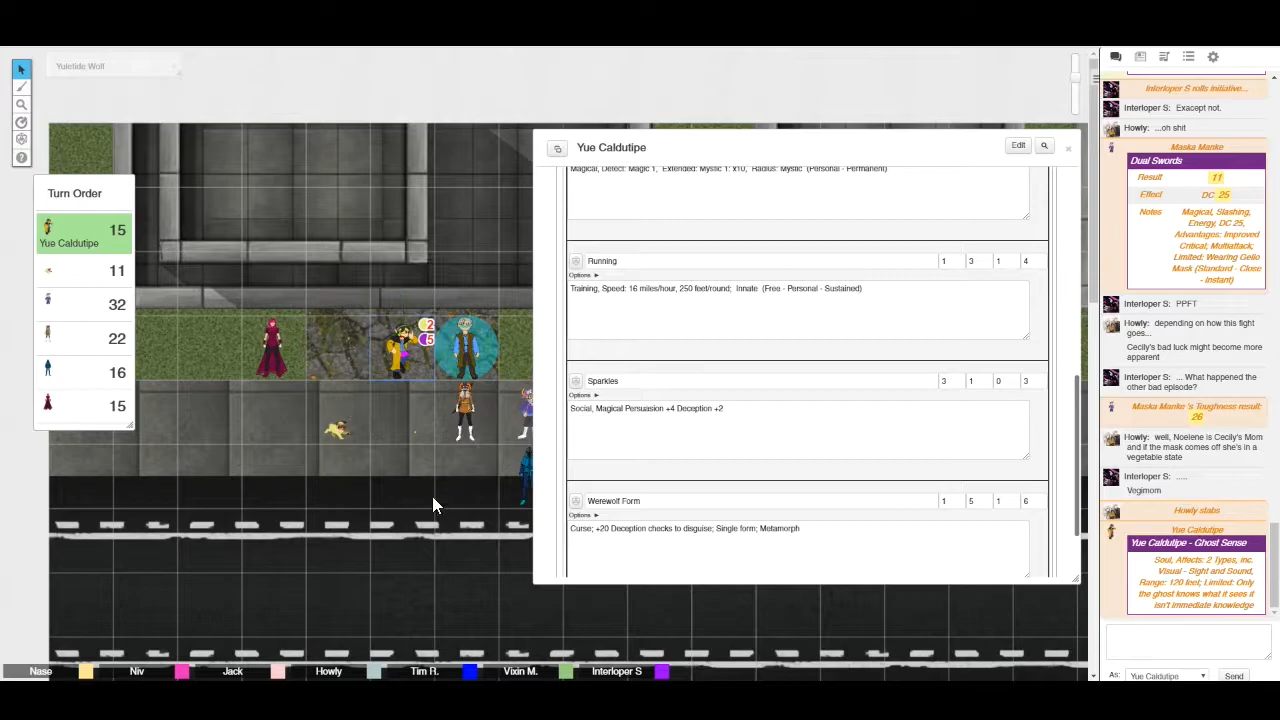 Yuletide Wolf
Turn Order
15
Yue Caldutipe
11
32
22
16
15
2
5
Yue Caldutipe
Edit
Magical, Detect: Magic 1, Extended: Mystic 1: x10, Radius: Mystic (Personal - Permanent)
Running 1 3 1 4
Options
Training, Speed: 16 miles/hour, 250 feet/round; Innate (Free - Personal - Sustained)
Sparkles 3 1 0 3
Options
Social, Magical Persuasion +4 Deception +2
Werewolf Form 1 5 1 6
Options
Curse; +20 Deception checks to disguise; Single form; Metamorph
Nase
Niv
Jack
Howly
Tim R.
Vixin M.
Interloper S
Interloper S rolls initiative...
Interloper S: Exacept not.
Howly: ...oh shit
Maska Manke
Dual Swords
Result 11
Effect DC 25
Notes Magical, Slashing,
Energy, DC 25,
Advantages: Improved
Critical; Multiattack;
Limited: Wearing Gelio
Mask (Standard - Close
- Instant)
Interloper S: PPFT
Howly: depending on how this fight
goes...
Cecily's bad luck might become more
apparent
Interloper S: ... What happened the
other bad episode?
Maska Manke 's Toughness result:
26
Howly: well, Noelene is Cecily's Mom
and if the mask comes off she's in a
vegetable state
Interloper S: .....
Vegimom
Howly stabs
Yue Caldutipe
Yue Caldutipe - Ghost Sense
Soul, Affects: 2 Types, inc.
Visual - Sight and Sound,
Range: 120 feet; Limited: Only
the ghost knows what it sees it
isn't immediate knowledge
As: Yue Caldutipe
Send